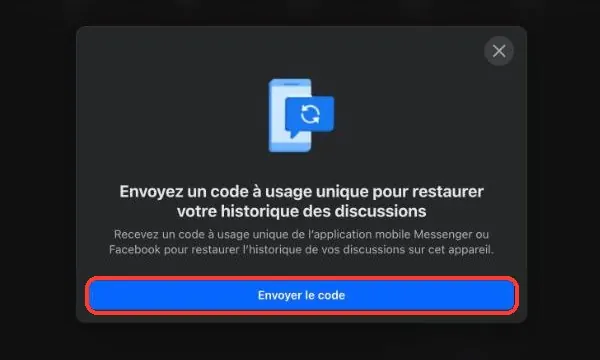 Envoyez un code à usage unique pour restaurer
votre historique des discussions
Recevez un code à usage unique de l'application mobile Messenger ou
Facebook pour restaurer l'historique de vos discussions sur cet appareil.
Envoyer le code